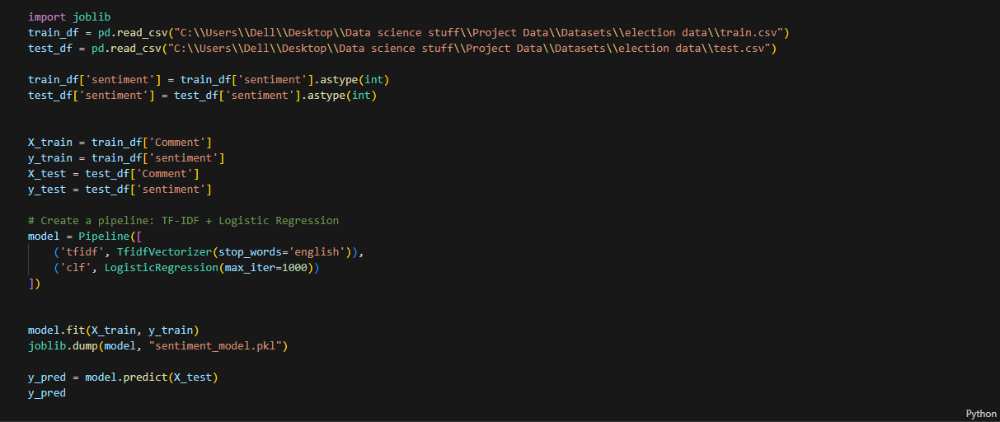 import joblib
train_df = pd.read_csv("C:\\Users\\Dell\\Desktop\\Data science stuff\\Project Data\\Datasets\\election data\\train.csv")
test_df = pd.read_csv("C:\\Users\\Dell\\Desktop\\Data science stuff\\Project Data\\Datasets\\election data\\test.csv")

train_df['sentiment'] = train_df['sentiment'].astype(int)
test_df['sentiment'] = test_df['sentiment'].astype(int)


X_train = train_df['Comment']
y_train = train_df['sentiment']
X_test = test_df['Comment']
y_test = test_df['sentiment']

# Create a pipeline: TF-IDF + Logistic Regression
model = Pipeline([
    ('tfidf', TfidfVectorizer(stop_words='english')),
    ('clf', LogisticRegression(max_iter=1000))
])


model.fit(X_train, y_train)
joblib.dump(model, "sentiment_model.pkl")

y_pred = model.predict(X_test)
y_pred
Python